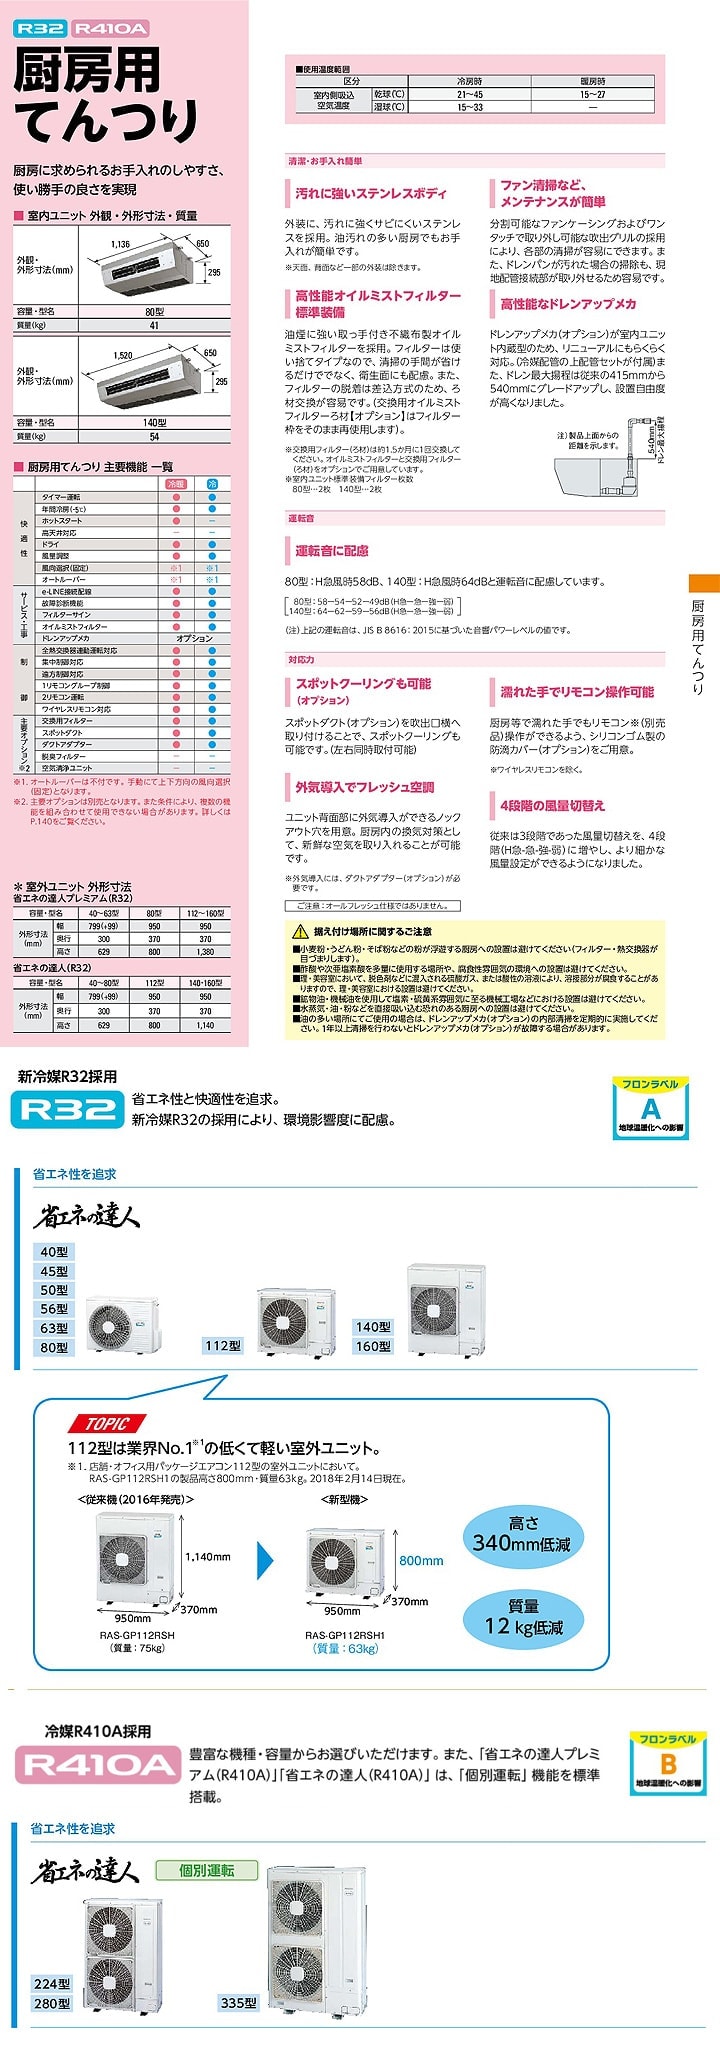 R32 R410A
厨房用
てんつり
厨房に求められるお手入れのしやすさ、
使い勝手の良さを実現
■ 室内ユニット 外観・外形寸法・質量
外観・
外形寸法(mm)
1,136 650 295
容量・型名 80型
質量(kg) 41
外観・
外形寸法(mm)
1,520 650 295
容量・型名 140型
質量(kg) 54
■ 厨房用てんつり 主要機能 一覧
冷暖 冷
快適性
タイマー運転 ● ●
年間冷房(-5℃) ● ●
ホットスタート ● −
高天井対応 − −
ドライ ● ●
風量調整 ● ●
風向選択(固定) ※1 ※1
オートルーバー ※1 ※1
サービス・工事
e-LINE接続配線 ● ●
故障診断機能 ● ●
フィルターサイン ● ●
オイルミストフィルター ● ●
ドレンアップメカ オプション
制御
全熱交換器連動運転対応 ● ●
集中制御対応 ● ●
遠方制御対応 ● ●
1リモコングループ制御 ● ●
2リモコン運転 ● ●
ワイヤレスリモコン対応 ● ●
主要オプション※2
交換用フィルター ● ●
スポットダクト ● ●
ダクトアダプター ● ●
脱臭フィルター − −
空気清浄ユニット − −
※1. オートルーバーは不付です。手動にて上下方向の風向選択
(固定)となります。
※2. 主要オプションは別売となります。また条件により、複数の機
能を組み合わせて使用できない場合があります。詳しくは
P.140をご覧ください。
＊ 室外ユニット 外形寸法
省エネの達人プレミアム(R32)
容量・型名 40〜63型 80型 112〜160型
外形寸法
(mm)
幅 799(+99) 950 950
奥行 300 370 370
高さ 629 800 1,380
省エネの達人(R32)
容量・型名 40〜80型 112型 140・160型
外形寸法
(mm)
幅 799(+99) 950 950
奥行 300 370 370
高さ 629 800 1,140
■使用温度範囲
区分 冷房時 暖房時
室内側吸込
空気温度
乾球(℃) 21〜45 15〜27
湿球(℃) 15〜33 −
清潔・お手入れ簡単
汚れに強いステンレスボディ
外装に、汚れに強くサビにくいステンレ
スを採用。油汚れの多い厨房でもお手
入れが簡単です。
※天面、背面など一部の外装は除きます。
高性能オイルミストフィルター
標準装備
油煙に強い取っ手付き不織布製オイル
ミストフィルターを採用。フィルターは使
い捨てタイプなので、清掃の手間が省け
るだけででなく、衛生面にも配慮。また、
フィルターの脱着は差込方式のため、ろ
材交換が容易です。(交換用オイルミスト
フィルターろ材【オプション】はフィルター
枠をそのまま再使用します)。
※交換用フィルター(ろ材)は約1.5か月に1回交換して
ください。オイルミストフィルターと交換用フィルター
(ろ材)をオプションでご用意しています。
※室内ユニット標準装備フィルター枚数
80型…2枚 140型…2枚
ファン清掃など、
メンテナンスが簡単
分割可能なファンケーシングおよびワン
タッチで取り外し可能な吹出グリルの採用
により、各部の清掃が容易にできます。ま
た、ドレンパンが汚れた場合の掃除も、現
地配管接続部が取り外せるため容易です。
高性能なドレンアップメカ
ドレンアップメカ(オプション)が室内ユニッ
ト内蔵型のため、リニューアルにもらくらく
対応。(冷媒配管の上配管セットが付属)ま
た、ドレン最大揚程は従来の415mmから
540mmにグレードアップし、設置自由度
が高くなりました。
注) 製品上面からの
距離を示します。
540mm
ドレン最大揚程
運転音
運転音に配慮
80型：H急風時58dB、140型：H急風時64dBと運転音に配慮しています。
80型：58−54−52−49dB(H急ー急ー強ー弱)
140型：64−62−59−56dB(H急ー急ー強ー弱)
(注)上記の運転音は、JIS B 8616：2015に基づいた音響パワーレベルの値です。
対応力
スポットクーリングも可能
(オプション)
スポットダクト(オプション)を吹出口横へ
取り付けることで、スポットクーリングも
可能です。(左右同時取付可能)
外気導入でフレッシュ空調
ユニット背面部に外気導入ができるノック
アウト穴を用意。厨房内の換気対策とし
て、新鮮な空気を取り入れることが可能
です。
※外気導入には、ダクトアダプター(オプション)が必
要です。
ご注意：オールフレッシュ仕様ではありません。
濡れた手でリモコン操作可能
厨房等で濡れた手でもリモコン※(別売
品)操作ができるよう、シリコンゴム製の
防滴カバー(オプション)をご用意。
※ワイヤレスリモコンを除く。
4段階の風量切替え
従来は3段階であった風量切替えを、4段
階(H急-急-強-弱)に増やし、より細かな
風量設定ができるようになりました。
厨房用てんつり
据え付け場所に関するご注意
■小麦粉・うどん粉・そば粉などの粉が浮遊する厨房への設置は避けてください(フィルター・熱交換器が
目づまりします)。
■酢酸や次亜塩素酸を多量に使用する場所や、腐食性雰囲気の環境への設置は避けてください。
■理・美容室において、脱色剤などに混入される硫酸ガス、または酸性の溶液により、溶接部分が腐食することがあ
りますので、理・美容室における設置は避けてください。
■鉱物油・機械油を使用して塩素・硫黄系雰囲気に至る機械工場などにおける設置は避けてください。
■水蒸気・油・粉などを直接吸い込む恐れのある厨房への設置は避けてください。
■油の多い場所にてご使用の場合は、ドレンアップメカ(オプション)の内部清掃を定期的に実施してくだ
さい。1年以上清掃を行わないとドレンアップメカ(オプション)が故障する場合があります。
新冷媒R32採用
R32
省エネ性と快適性を追求。
新冷媒R32の採用により、環境影響度に配慮。
フロンラベル
A
地球温暖化への影響
省エネ性を追求
省エネの達人
40型
45型
50型
56型
63型
80型
112型
140型
160型
TOPIC
112型は業界No.1※1の低くて軽い室外ユニット。
※1. 店舗・オフィス用パッケージエアコン112型の室外ユニットにおいて。
RAS-GP112RSH1の製品高さ800mm・質量63kg。2018年2月14日現在。
＜従来機(2016年発売)＞
1,140mm
370mm
950mm
RAS-GP112RSH
(質量：75kg)
＜新型機＞
800mm
370mm
950mm
RAS-GP112RSH1
(質量：63kg)
高さ
340mm低減
質量
12 kg低減
冷媒R410A採用
R410A
豊富な機種・容量からお選びいただけます。また、「省エネの達人プレミ
アム(R410A)」「省エネの達人(R410A)」は、「個別運転」機能を標準
搭載。
フロンラベル
B
地球温暖化への影響
省エネ性を追求
省エネの達人
個別運転
224型
280型
335型